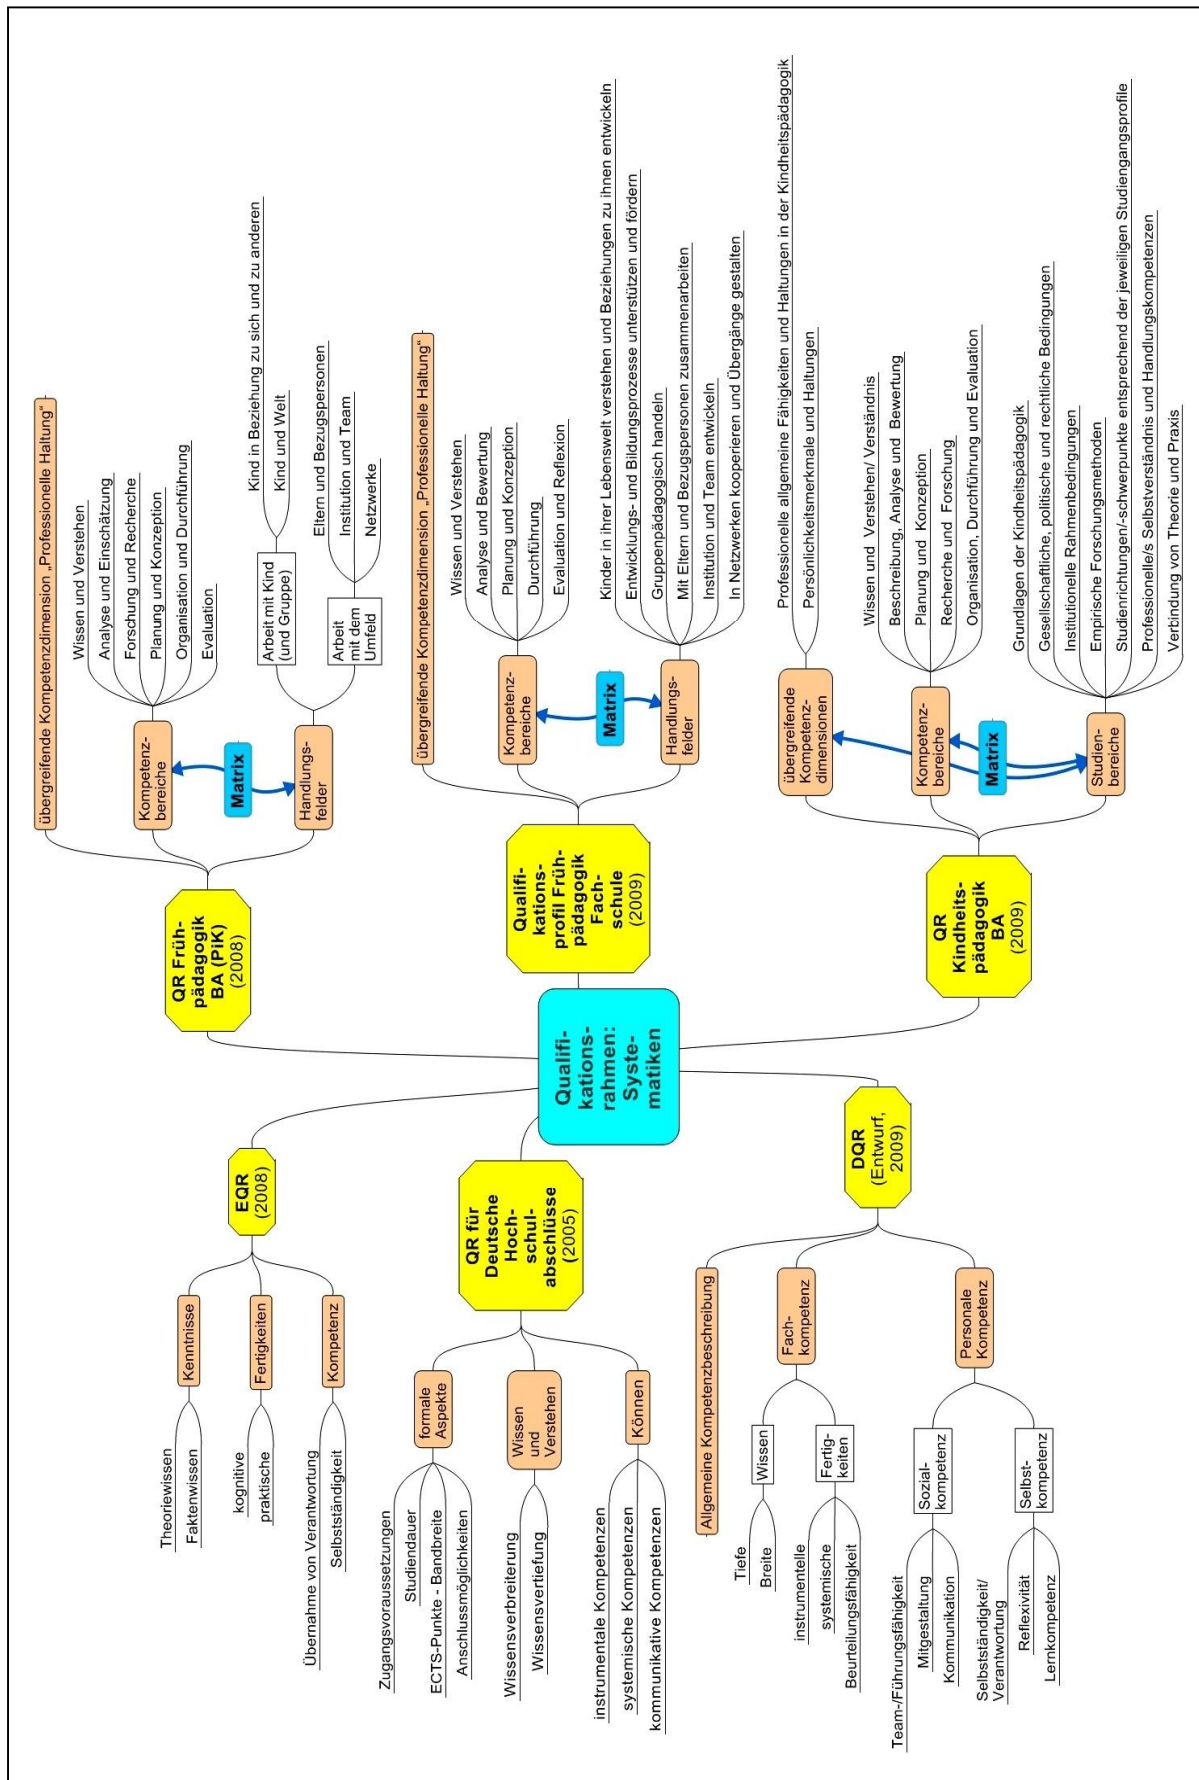 Qualifi-
kations-
rahmen:
Syste-
matiken
EQR
(2008)
Kenntnisse
Theoriewissen
Faktenwissen
Fertigkeiten
kognitive
praktische
Kompetenz
Übernahme von Verantwortung
Selbstständigkeit
QR für
Deutsche
Hoch-
schul-
abschlüsse
(2005)
formale
Aspekte
Zugangsvoraussetzungen
Studiendauer
ECTS-Punkte - Bandbreite
Anschlussmöglichkeiten
Wissen
und
Verstehen
Wissensverbreiterung
Wissensvertiefung
Können
instrumentale Kompetenzen
systemische Kompetenzen
kommunikative Kompetenzen
DQR
(Entwurf,
2009)
Allgemeine Kompetenzbeschreibung
Fach-
kompetenz
Wissen
Tiefe
Breite
Fertig-
keiten
instrumentelle
systemische
Beurteilungsfähigkeit
Personale
Kompetenz
Sozial-
kompetenz
Team-/Führungsfähigkeit
Mitgestaltung
Kommunikation
Selbst-
kompetenz
Selbstständigkeit/
Verantwortung
Reflexivität
Lernkompetenz
QR Früh-
pädagogik
BA (PiK)
(2008)
übergreifende Kompetenzdimension „Professionelle Haltung“
Kompetenz-
bereiche
Wissen und Verstehen
Analyse und Einschätzung
Forschung und Recherche
Planung und Konzeption
Organisation und Durchführung
Evaluation
Matrix
Handlungs-
felder
Arbeit mit Kind
(und Gruppe)
Kind in Beziehung zu sich und zu anderen
Kind und Welt
Arbeit
mit dem
Umfeld
Eltern und Bezugspersonen
Institution und Team
Netzwerke
Qualifi-
kations-
profil Früh-
pädagogik
Fach-
schule
(2009)
übergreifende Kompetenzdimension „Professionelle Haltung“
Kompetenz-
bereiche
Wissen und Verstehen
Analyse und Bewertung
Planung und Konzeption
Durchführung
Evaluation und Reflexion
Matrix
Handlungs-
felder
Kinder in ihrer Lebenswelt verstehen und Beziehungen zu ihnen entwickeln
Entwicklungs- und Bildungsprozesse unterstützen und fördern
Gruppenpädagogisch handeln
Mit Eltern und Bezugspersonen zusammenarbeiten
Institution und Team entwickeln
In Netzwerken kooperieren und Übergänge gestalten
QR
Kindheits-
pädagogik
BA
(2009)
übergreifende
Kompetenz-
dimensionen
Professionelle allgemeine Fähigkeiten und Haltungen in der Kindheitspädagogik
Persönlichkeitsmerkmale und Haltungen
Kompetenz-
bereiche
Wissen und Verstehen/ Verständnis
Beschreibung, Analyse und Bewertung
Planung und Konzeption
Recherche und Forschung
Organisation, Durchführung und Evaluation
Matrix
Studien-
bereiche
Grundlagen der Kindheitspädagogik
Gesellschaftliche, politische und rechtliche Bedingungen
Institutionelle Rahmenbedingungen
Empirische Forschungsmethoden
Studienrichtungen/-schwerpunkte entsprechend der jeweiligen Studiengangsprofile
Professionelle/s Selbstverständnis und Handlungskompetenzen
Verbindung von Theorie und Praxis